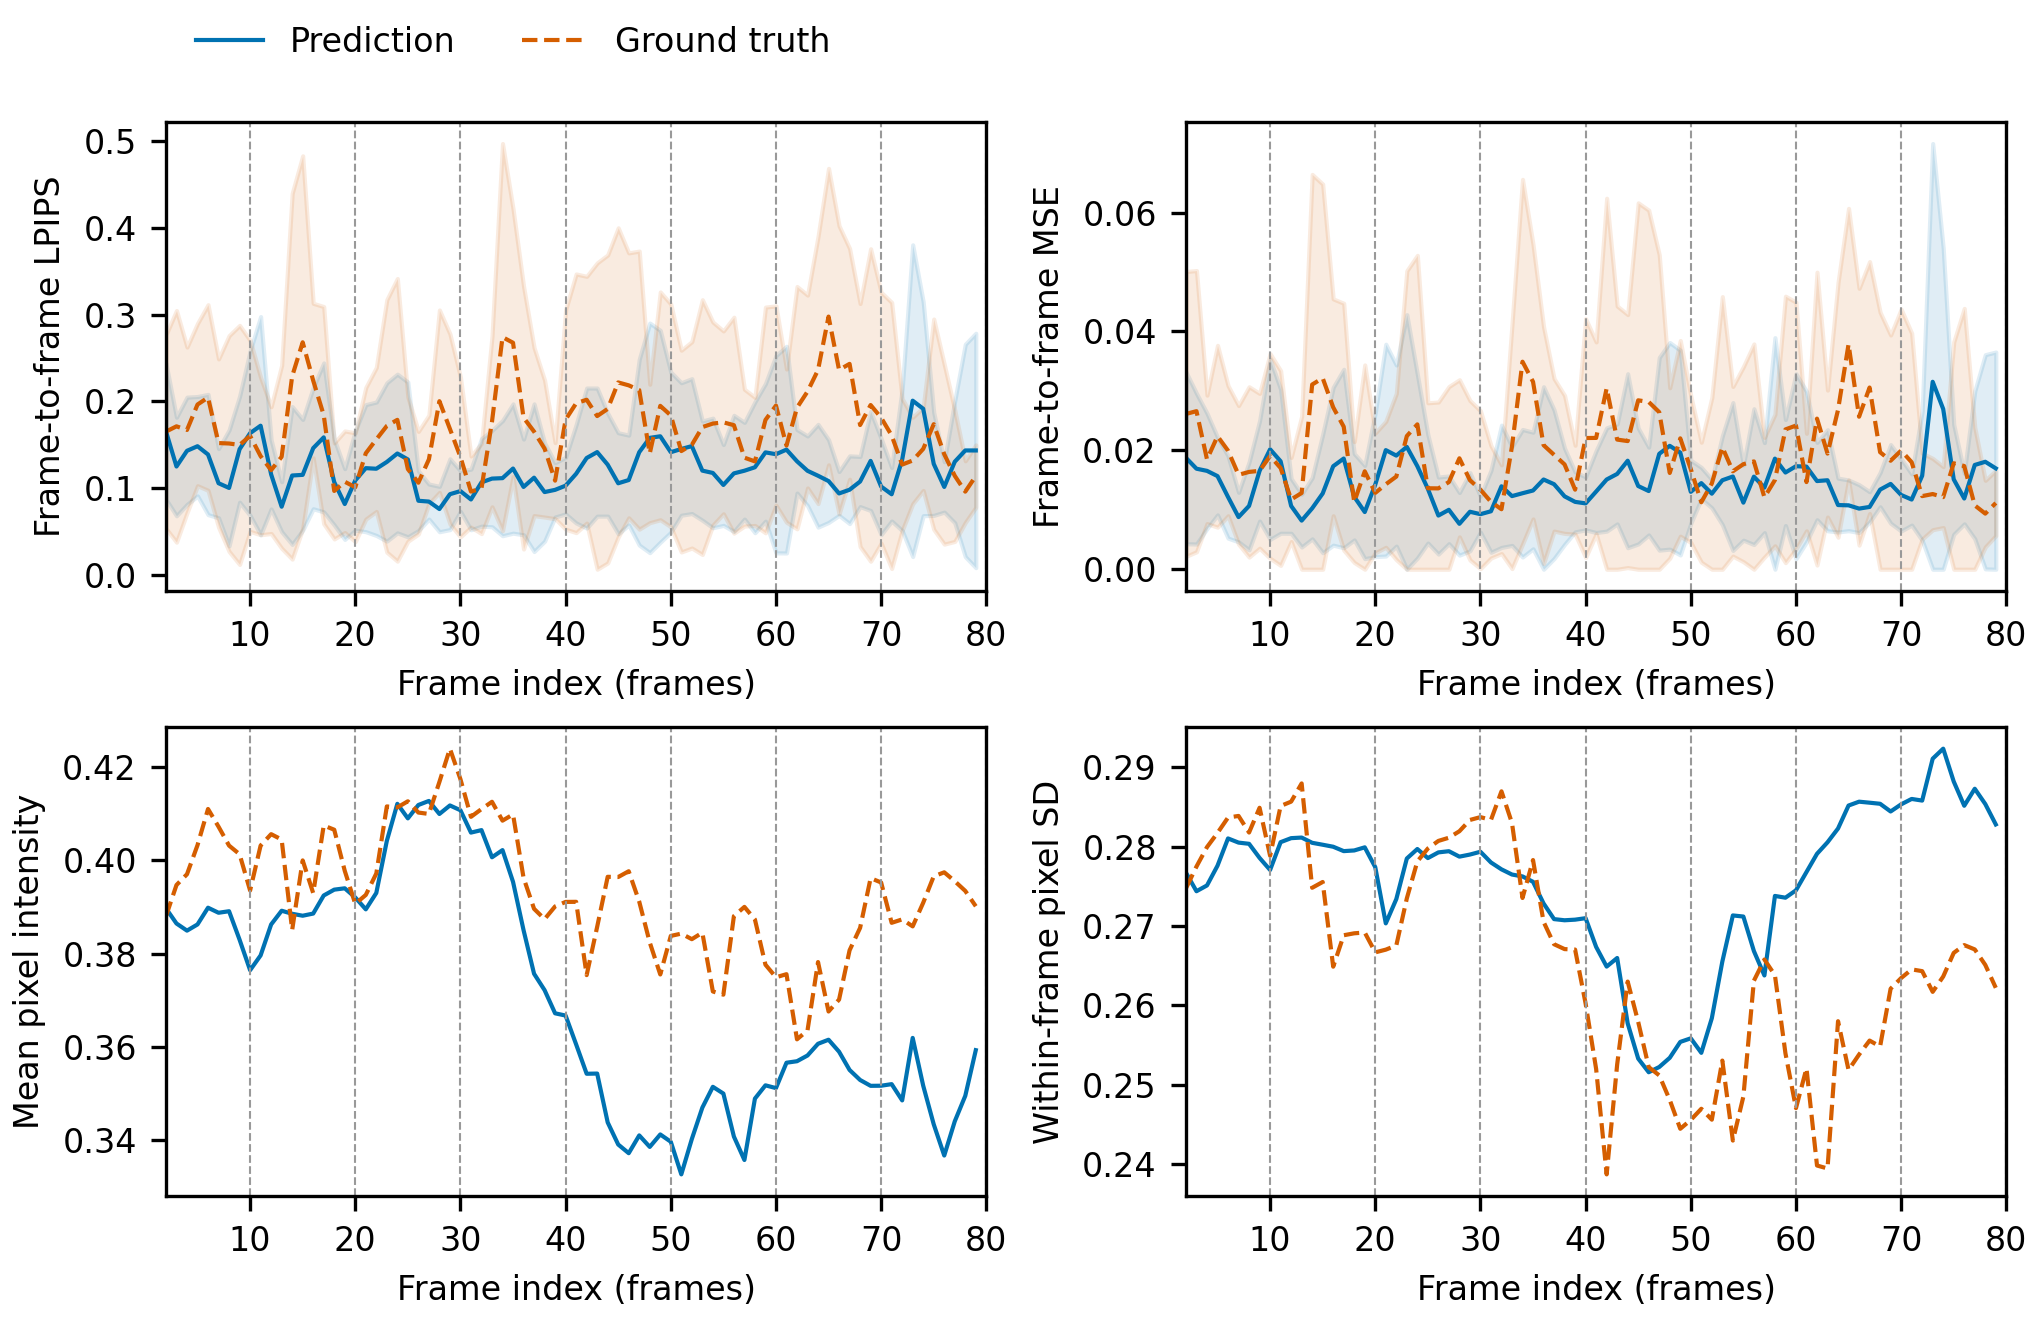 Prediction
Ground truth
Frame-to-frame LPIPS
0.5
0.4
0.3
0.2
0.1
0.0
10 20 30 40 50 60 70 80
Frame index (frames)
Frame-to-frame MSE
0.06
0.04
0.02
0.00
10 20 30 40 50 60 70 80
Frame index (frames)
Mean pixel intensity
0.42
0.40
0.38
0.36
0.34
10 20 30 40 50 60 70 80
Frame index (frames)
Within-frame pixel SD
0.29
0.28
0.27
0.26
0.25
0.24
10 20 30 40 50 60 70 80
Frame index (frames)